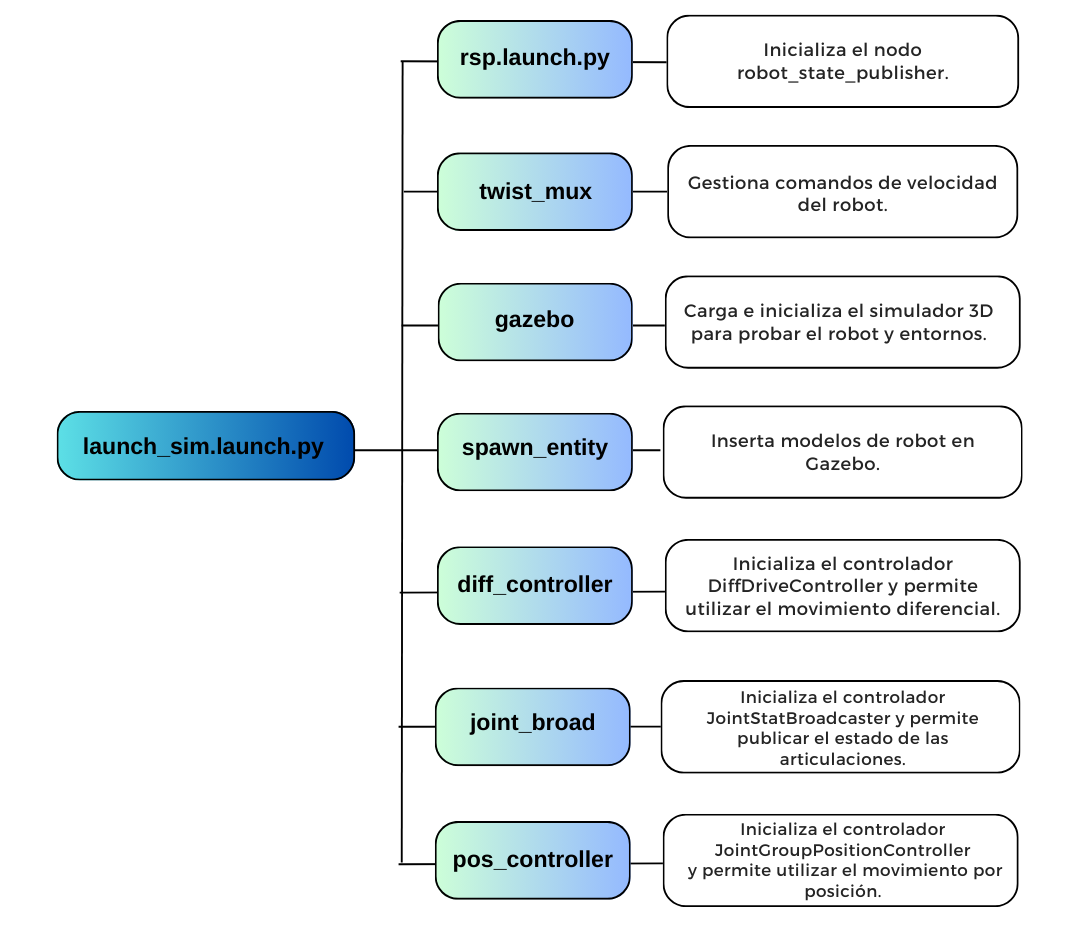 rsp.launch.py
Inicializa el nodo
robot_state_publisher.
twist_mux
Gestiona comandos de velocidad
del robot.
gazebo
Carga e inicializa el simulador 3D
para probar el robot y entornos.
launch_sim.launch.py
spawn_entity
Inserta modelos de robot en
Gazebo.
diff_controller
Inicializa el controlador
DiffDriveController y permite
utilizar el movimiento diferencial.
joint_broad
Inicializa el controlador
JointStatBroadcaster y permite
publicar el estado de las
articulaciones.
pos_controller
Inicializa el controlador
JointGroupPositionController
y permite utilizar el movimiento por
posición.